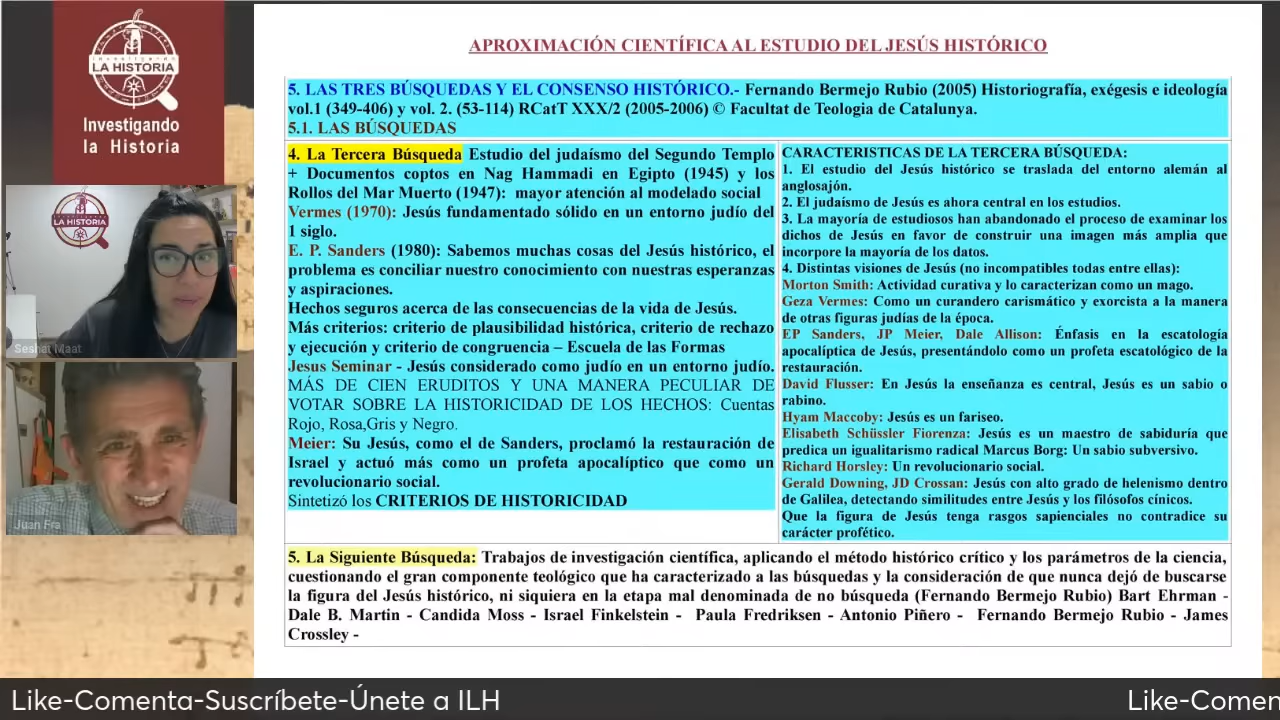 LA HISTORIA
Investigando
la Historia
LA HISTORIA
Seshat Maat
Juan Fra
APROXIMACIÓN CIENTÍFICA AL ESTUDIO DEL JESÚS HISTÓRICO
5. LAS TRES BÚSQUEDAS Y EL CONSENSO HISTÓRICO.- Fernando Bermejo Rubio (2005) Historiografía, exégesis e ideología
vol.1 (349-406) y vol. 2. (53-114) RCatT XXX/2 (2005-2006) © Facultat de Teologia de Catalunya.
5.1. LAS BÚSQUEDAS
4. La Tercera Búsqueda Estudio del judaísmo del Segundo Templo
+ Documentos coptos en Nag Hammadi en Egipto (1945) y los
Rollos del Mar Muerto (1947): mayor atención al modelado social
Vermes (1970): Jesús fundamentado sólido en un entorno judío del
1 siglo.
E. P. Sanders (1980): Sabemos muchas cosas del Jesús histórico, el
problema es conciliar nuestro conocimiento con nuestras esperanzas
y aspiraciones.
Hechos seguros acerca de las consecuencias de la vida de Jesús.
Más criterios: criterio de plausibilidad histórica, criterio de rechazo
y ejecución y criterio de congruencia – Escuela de las Formas
Jesus Seminar - Jesús considerado como judío en un entorno judío.
MÁS DE CIEN ERUDITOS Y UNA MANERA PECULIAR DE
VOTAR SOBRE LA HISTORICIDAD DE LOS HECHOS: Cuentas
Rojo, Rosa,Gris y Negro.
Meier: Su Jesús, como el de Sanders, proclamó la restauración de
Israel y actuó más como un profeta apocalíptico que como un
revolucionario social.
Sintetizó los CRITERIOS DE HISTORICIDAD
CARACTERISTICAS DE LA TERCERA BÚSQUEDA:
1. El estudio del Jesús histórico se traslada del entorno alemán al
anglosajón.
2. El judaísmo de Jesús es ahora central en los estudios.
3. La mayoría de estudiosos han abandonado el proceso de examinar los
dichos de Jesús en favor de construir una imagen más amplia que
incorpore la mayoría de los datos.
4. Distintas visiones de Jesús (no incompatibles todas entre ellas):
Morton Smith: Actividad curativa y lo caracterizan como un mago.
Geza Vermes: Como un curandero carismático y exorcista a la manera
de otras figuras judías de la época.
EP Sanders, JP Meier, Dale Allison: Énfasis en la escatología
apocalíptica de Jesús, presentándolo como un profeta escatológico de la
restauración.
David Flusser: En Jesús la enseñanza es central, Jesús es un sabio o
rabino.
Hyam Maccoby: Jesús es un fariseo.
Elisabeth Schüssler Fiorenza: Jesús es un maestro de sabiduría que
predica un igualitarismo radical Marcus Borg: Un sabio subversivo.
Richard Horsley: Un revolucionario social.
Gerald Downing, JD Crossan: Jesús con alto grado de helenismo dentro
de Galilea, detectando similitudes entre Jesús y los filósofos cínicos.
Que la figura de Jesús tenga rasgos sapienciales no contradice su
carácter profético.
5. La Siguiente Búsqueda: Trabajos de investigación científica, aplicando el método histórico crítico y los parámetros de la ciencia,
cuestionando el gran componente teológico que ha caracterizado a las búsquedas y la consideración de que nunca dejó de buscarse
la figura del Jesús histórico, ni siquiera en la etapa mal denominada de no búsqueda (Fernando Bermejo Rubio) Bart Ehrman -
Dale B. Martin - Candida Moss - Israel Finkelstein - Paula Fredriksen - Antonio Piñero - Fernando Bermejo Rubio - James
Crossley -
Like-Comenta-Suscríbete-Únete a ILH
Like-Comen